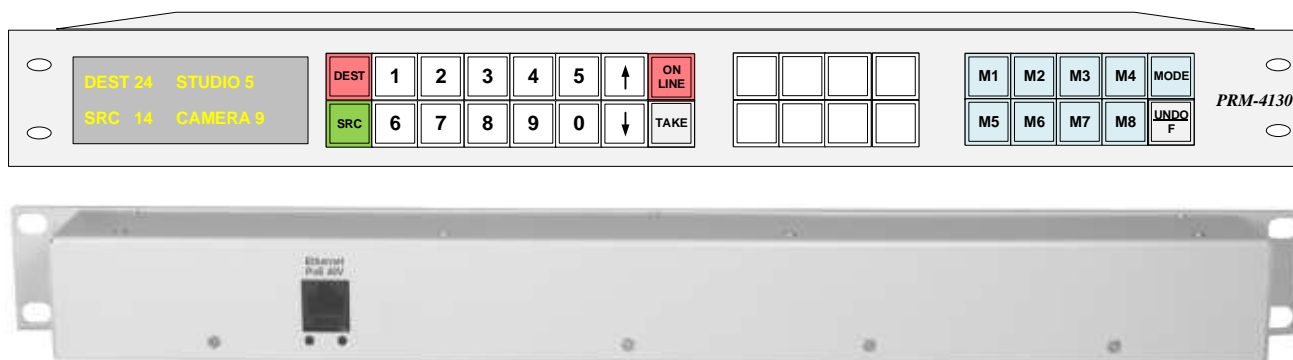 DEST 24 STUDIO 5
SRC 14 CAMERA 9
DEST 1 2 3 4 5 ↑ ON LINE
SRC 6 7 8 9 0 ↓ TAKE
M1 M2 M3 M4 MODE
M5 M6 M7 M8 UNDO F
PRM-4130
Ethernet
PoE 48V